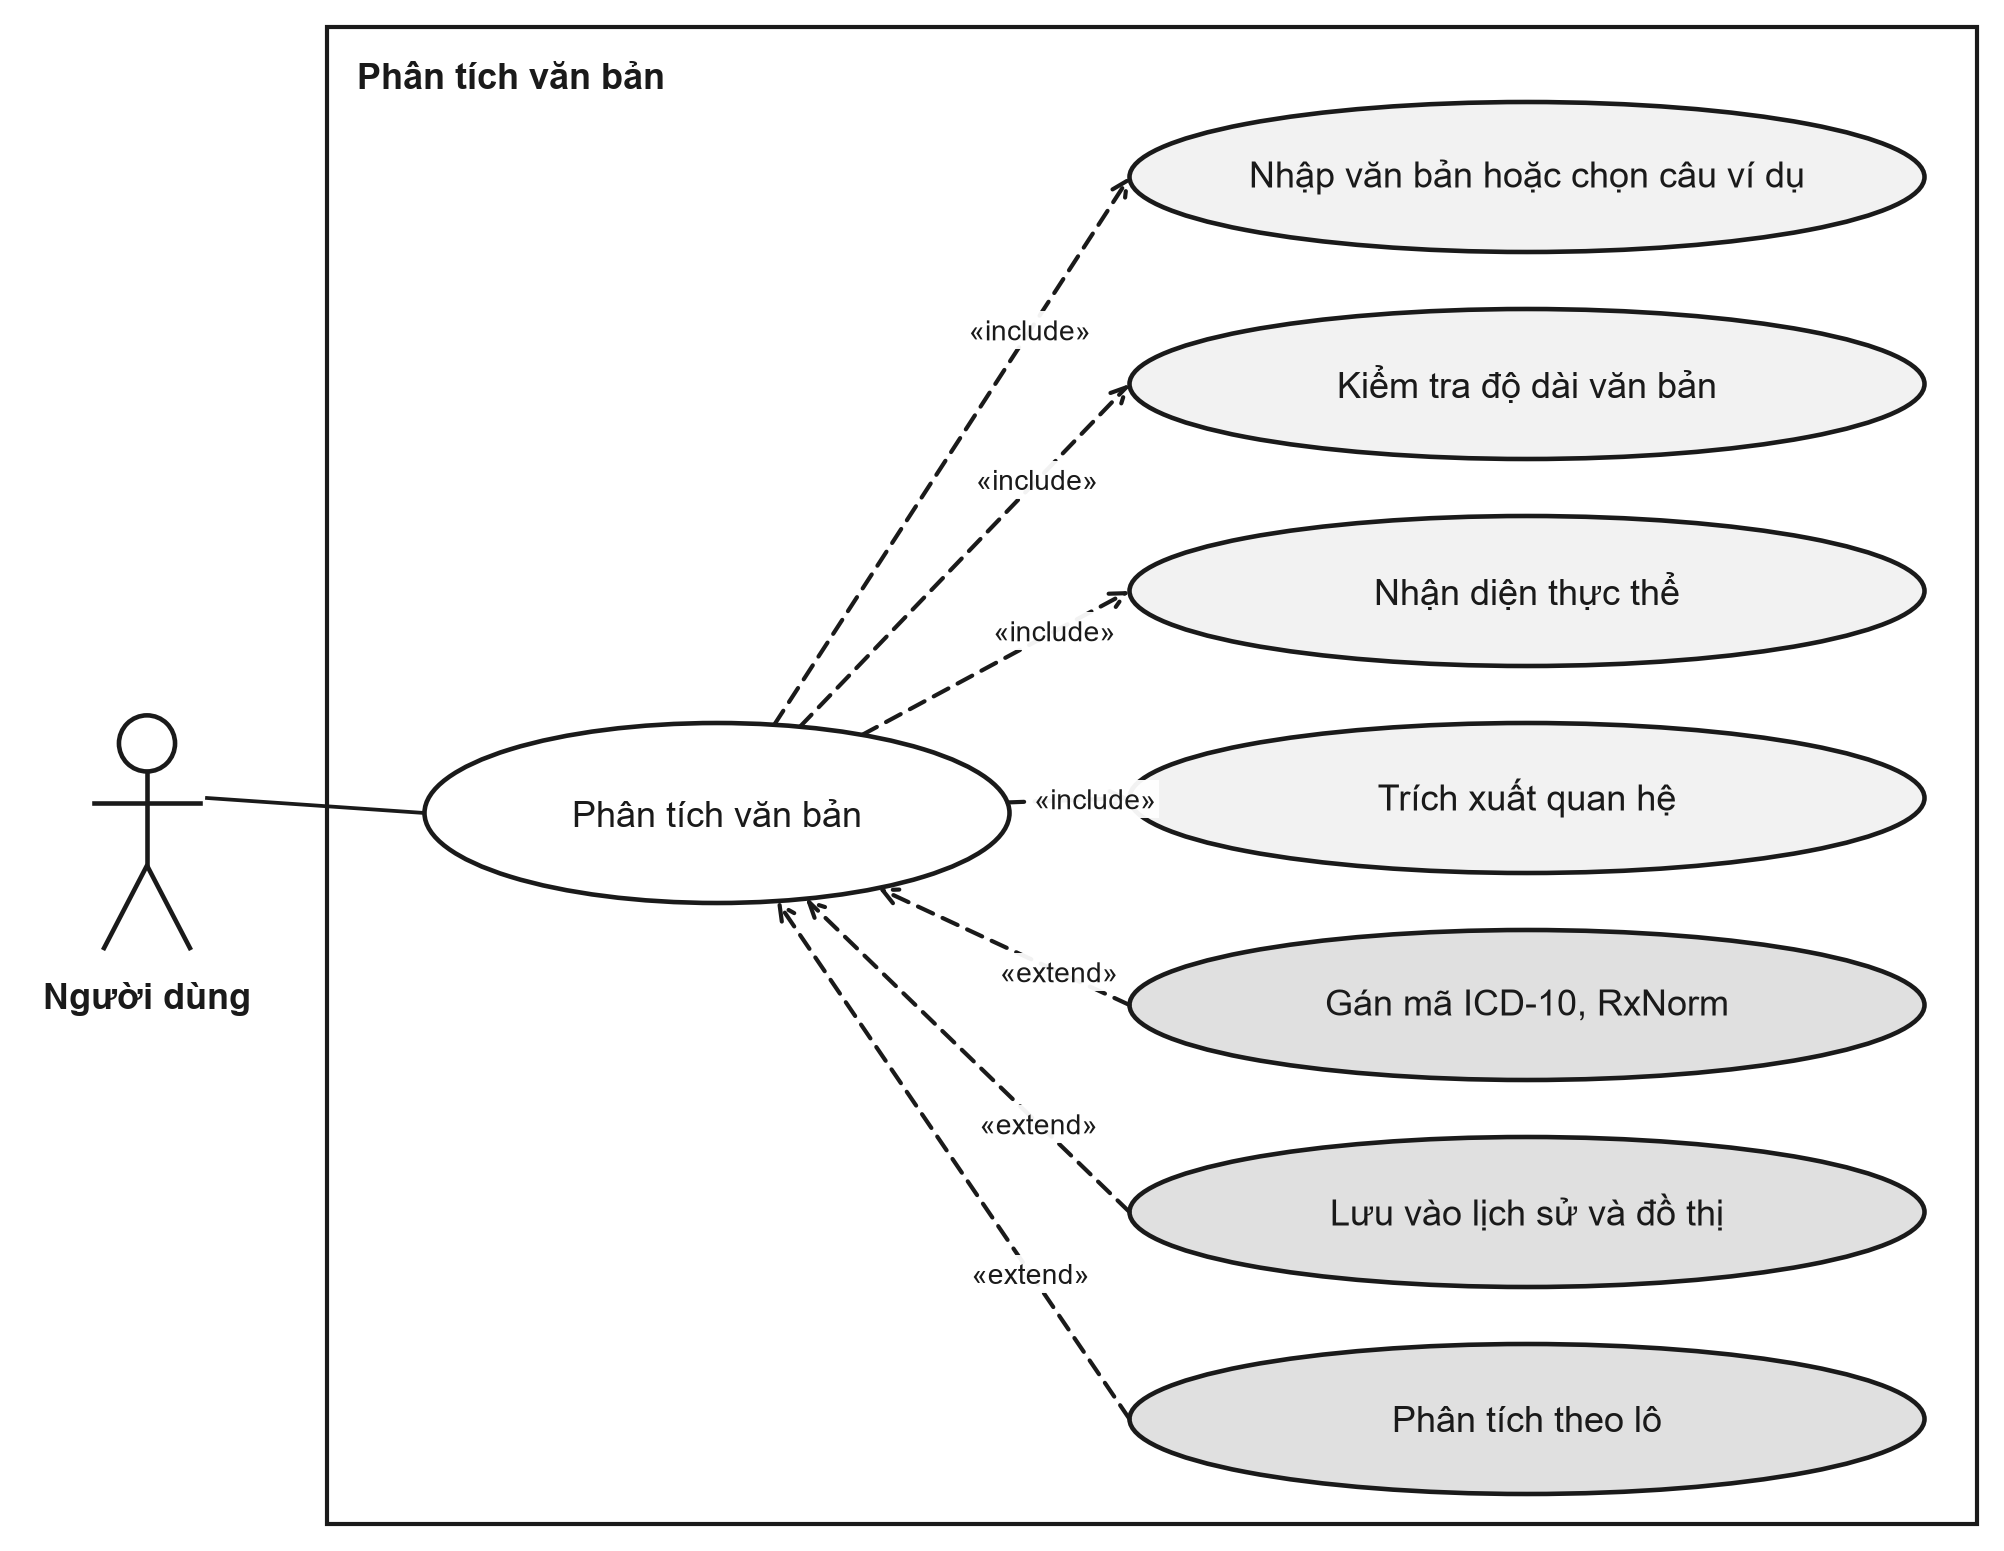 Phân tích văn bản
Nhập văn bản hoặc chọn câu ví dụ
«include»
Kiểm tra độ dài văn bản
«include»
Nhận diện thực thể
«include»
Trích xuất quan hệ
«include»
Phân tích văn bản
Người dùng
«extend»
Gán mã ICD-10, RxNorm
«extend»
Lưu vào lịch sử và đồ thị
«extend»
Phân tích theo lô